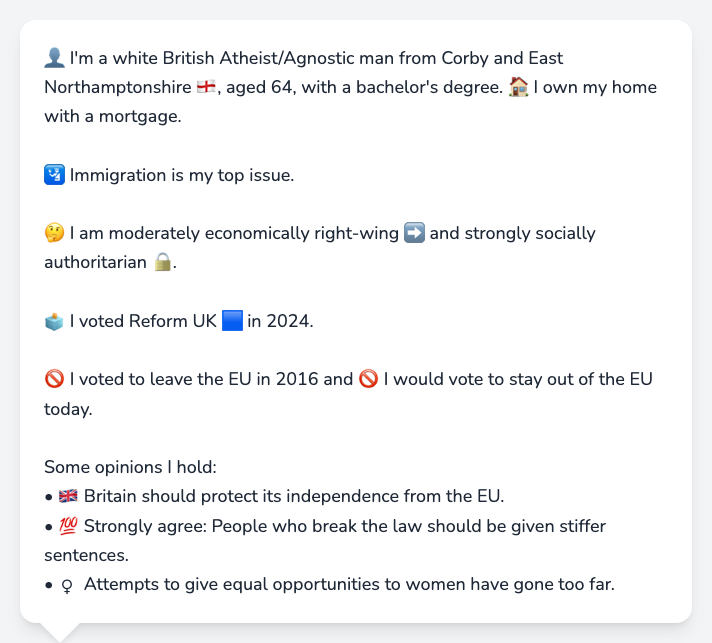 👤 I'm a white British Atheist/Agnostic man from Corby and East
Northamptonshire 🏴󠁧󠁢󠁥󠁮󠁧󠁿, aged 64, with a bachelor's degree. 🏠 I own my home
with a mortgage.
🛂 Immigration is my top issue.
🤔 I am moderately economically right-wing ➡️ and strongly socially
authoritarian 🔒.
🗳️ I voted Reform UK 🟦 in 2024.
🚫 I voted to leave the EU in 2016 and 🚫 I would vote to stay out of the EU
today.
Some opinions I hold:
• 🇬🇧 Britain should protect its independence from the EU.
• 💯 Strongly agree: People who break the law should be given stiffer
sentences.
• ♀ Attempts to give equal opportunities to women have gone too far.